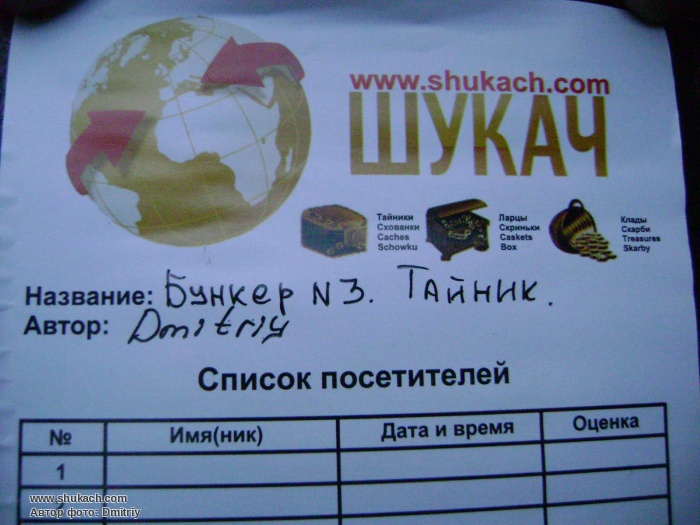 www.shukach.com
ШУКАЧ
Тайники
Схованки
Caches
Schowku
Ларцы
Скриньки
Caskets
Box
Клады
Скарби
Treasures
Skarby
Название: Бункер N3. Тайник.
Автор: Dmitriy
Список посетителей
№ Имя(ник) Дата и время Оценка
1
www.shukach.com
Автор фото: Dmitriy